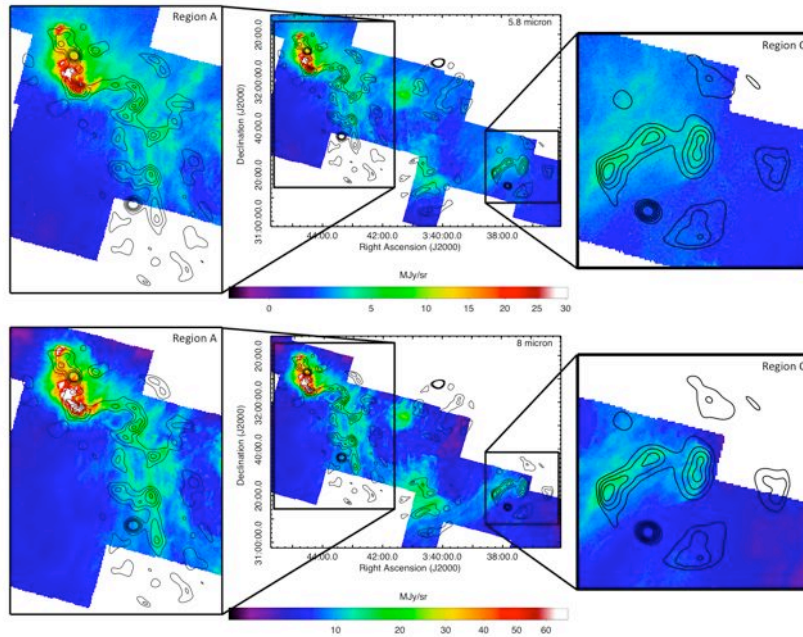 Region A
5.8 micron
Region C
Declination (J2000)
20:00.0
32:00:00.0
40:00.0
20:00.0
31:00:00.0
44:00.0
42:00.0
3:40:00.0
38:00.0
Right Ascension (J2000)
MJy/sr
0
5
10
15
20
25
30
Region A
8 micron
Region C
Declination (J2000)
20:00.0
32:00:00.0
40:00.0
20:00.0
31:00:00.0
44:00.0
42:00.0
3:40:00.0
38:00.0
Right Ascension (J2000)
MJy/sr
10
20
30
40
50
60